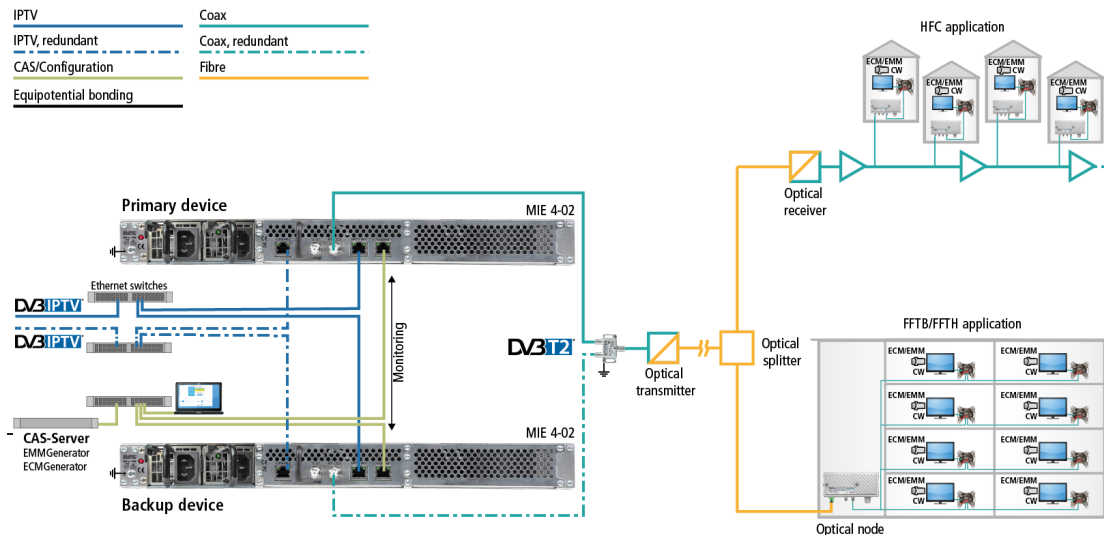 IPTV
Coax
IPTV, redundant
Coax, redundant
CAS/Configuration
Fibre
Equipotential bonding
HFC application
ECM/EMM
CW
ECM/EMM
CW
ECM/EMM
CW
ECM/EMM
CW
Optical
receiver
Primary device
MIE 4-02
Ethernet switches
DVB IPTV
DVB IPTV
Monitoring
DVB T2
Optical
transmitter
Optical
splitter
FFTB/FFTH application
ECM/EMM
CW
ECM/EMM
CW
ECM/EMM
CW
ECM/EMM
CW
ECM/EMM
CW
ECM/EMM
CW
ECM/EMM
CW
ECM/EMM
CW
Optical node
CAS-Server
EMMGenerator
ECMGenerator
MIE 4-02
Backup device